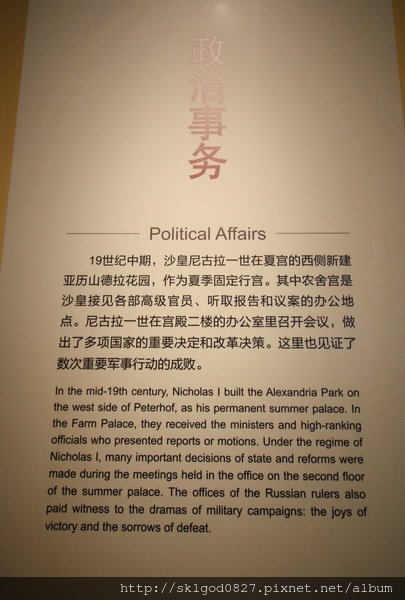 政治事务
Political Affairs
19世纪中期，沙皇尼古拉一世在夏宫的西侧新建
亚历山德拉花园，作为夏季固定行宫。其中农舍宫是
沙皇接见各部高级官员、听取报告和议案的办公地
点。尼古拉一世在宫殿二楼的办公室里召开会议，做
出了多项国家的重要决定和改革决策。这里也见证了
数次重要军事行动的成败。
In the mid-19th century, Nicholas I built the Alexandria Park on
the west side of Peterhof, as his permanent summer palace. In
the Farm Palace, they received the ministers and high-ranking
officials who presented reports or motions. Under the regime of
Nicholas I, many important decisions of state and reforms were
made during the meetings held in the office on the second floor
of the summer palace. The offices of the Russian rulers also
paid witness to the dramas of military campaigns: the joys of
victory and the sorrows of defeat.
http://sklgod0827.pixnet.net/album